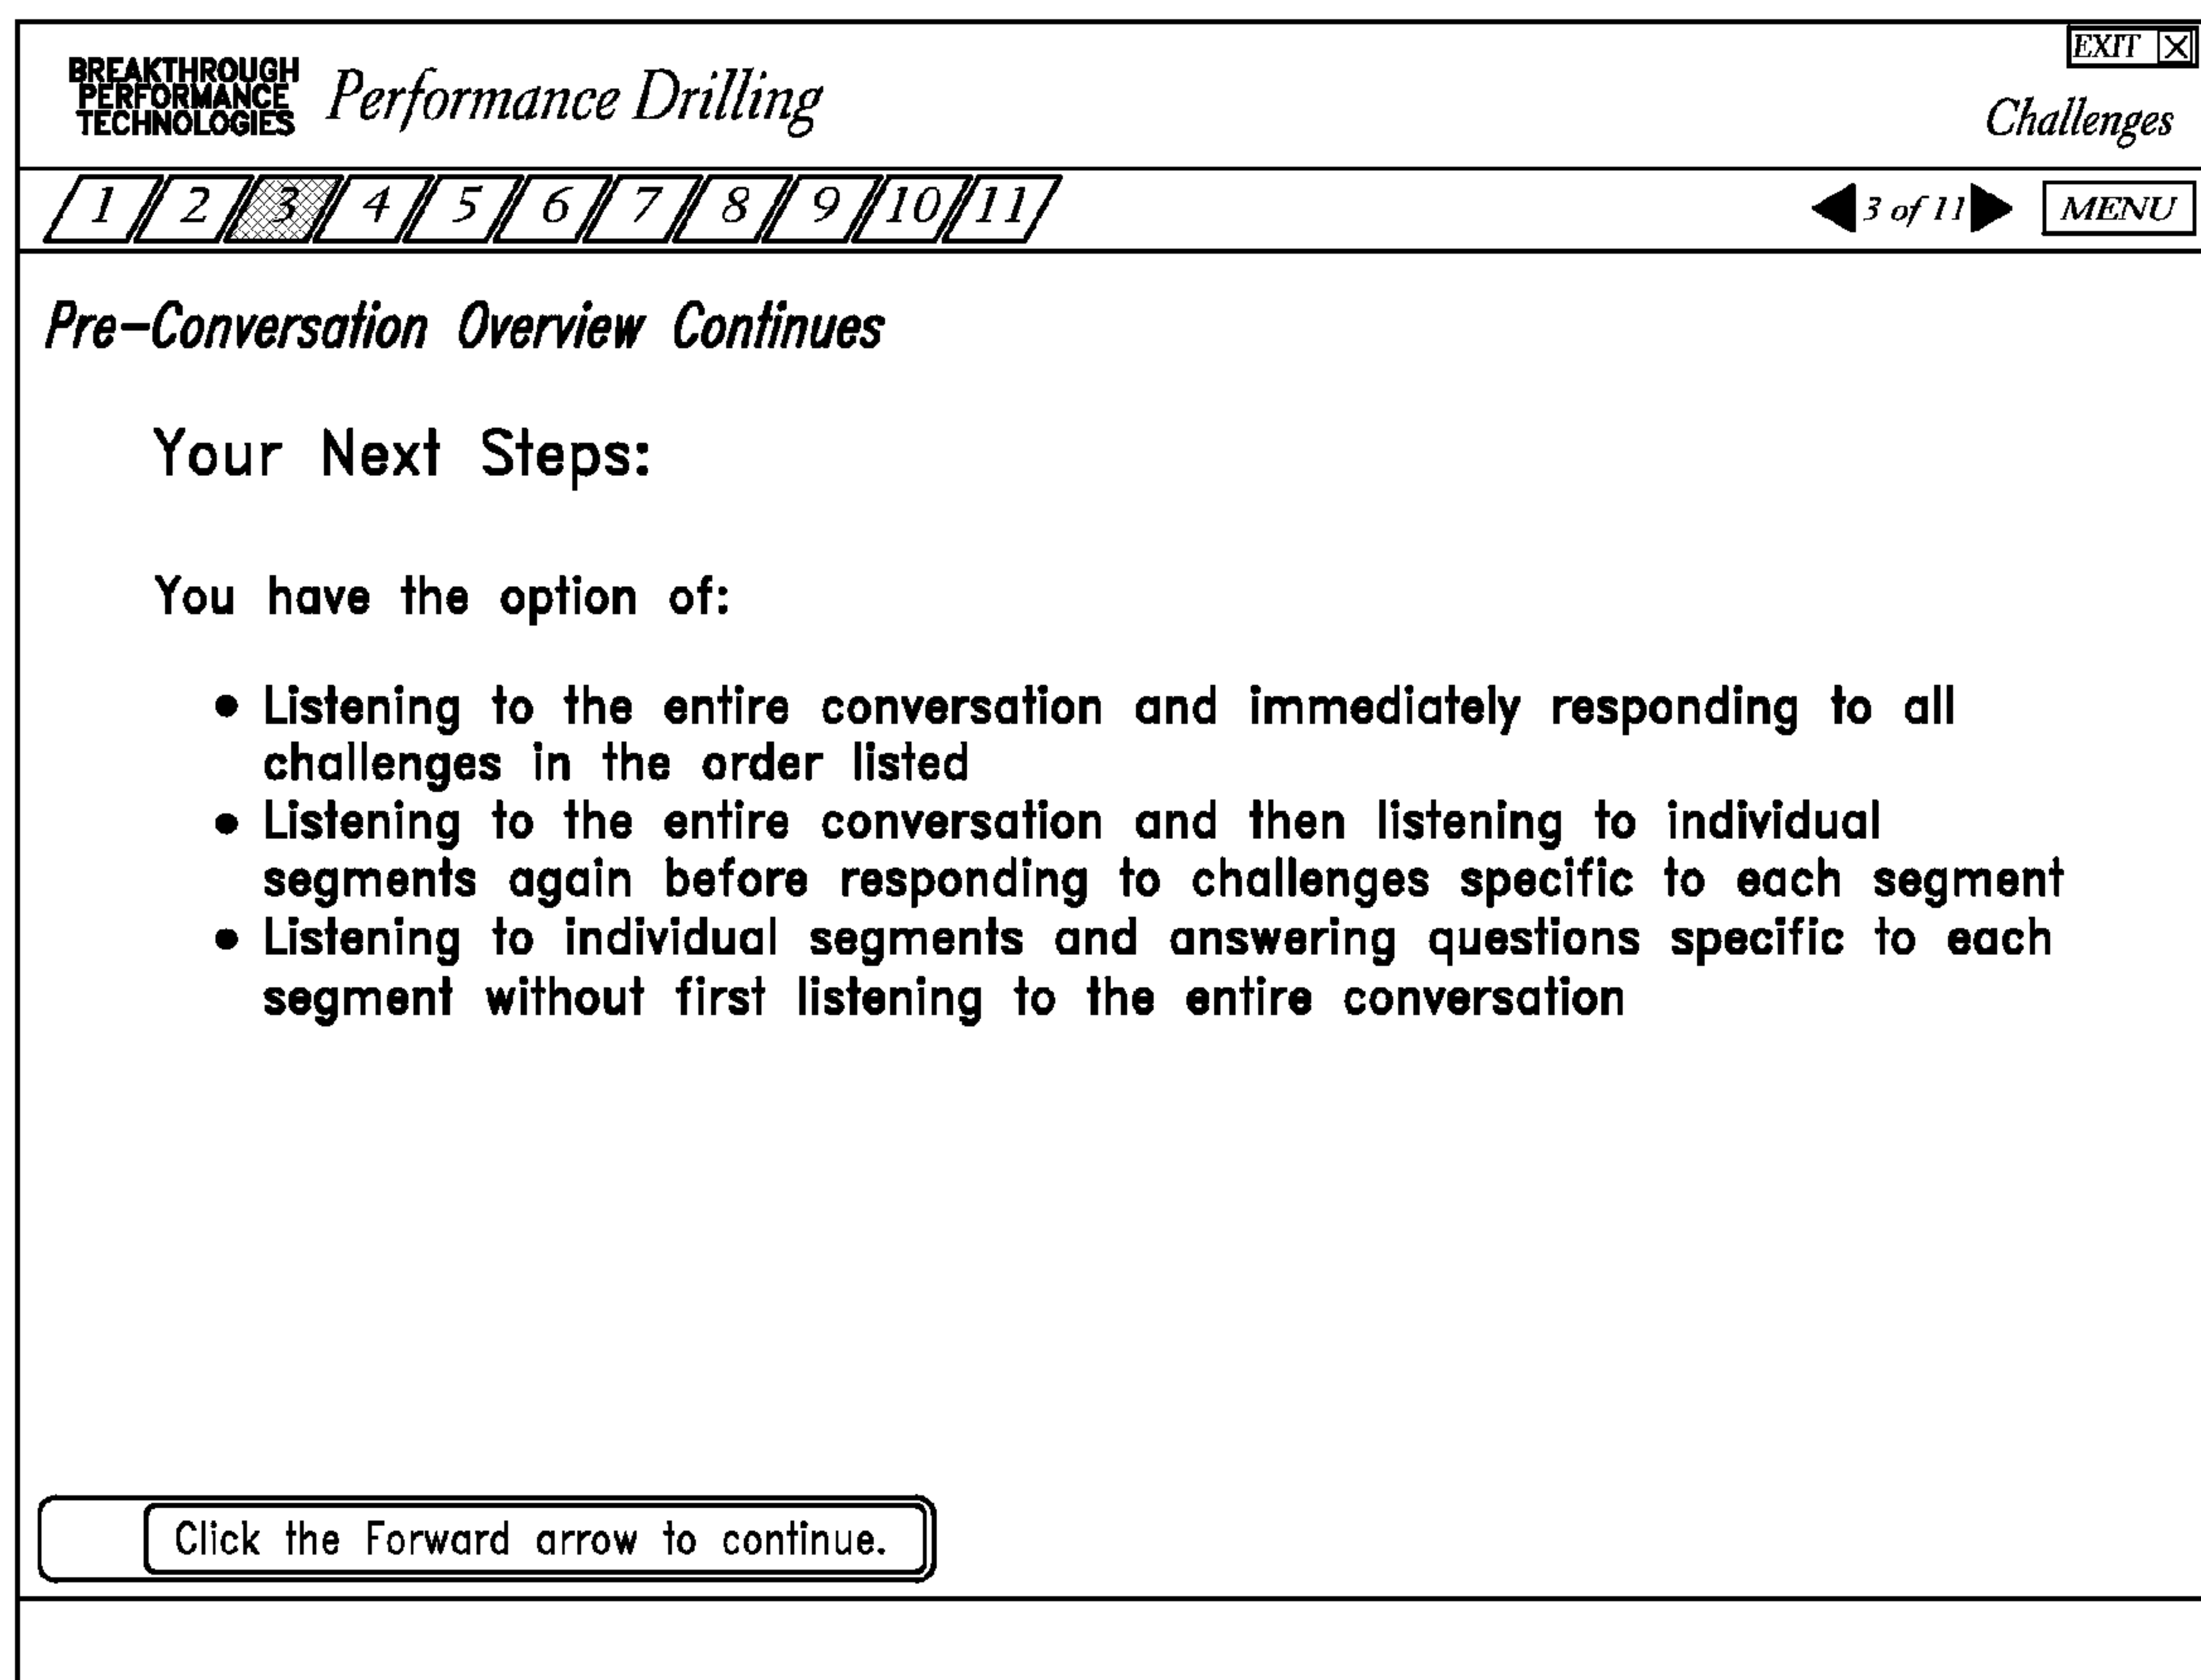 EXIT X
BREAKTHROUGH
PERFORMANCE
TECHNOLOGIES
Performance Drilling
Challenges
1 2 3 4 5 6 7 8 9 10 11
3 of 11
MENU
Pre-Conversation Overview Continues
Your Next Steps:
You have the option of:
• Listening to the entire conversation and immediately responding to all
challenges in the order listed
• Listening to the entire conversation and then listening to individual
segments again before responding to challenges specific to each segment
• Listening to individual segments and answering questions specific to each
segment without first listening to the entire conversation
Click the Forward arrow to continue.